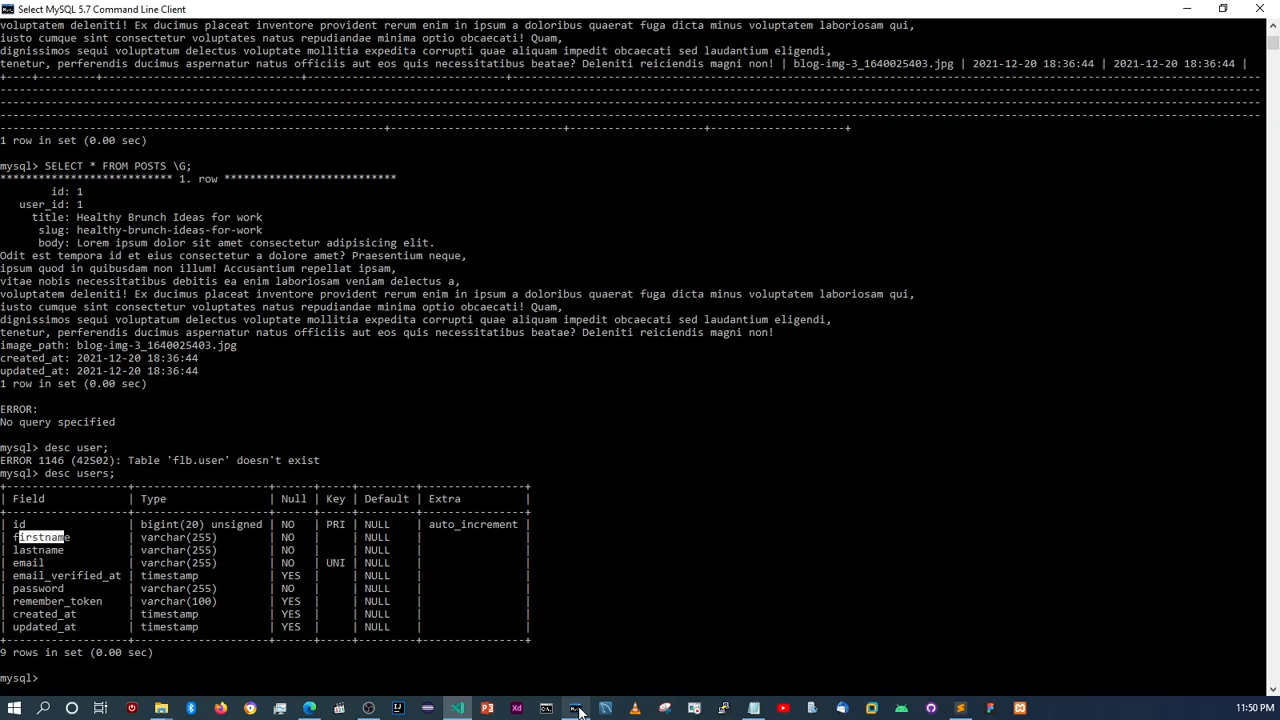 Select MySQL 5.7 Command Line Client
voluptatem deleniti! Ex ducimus placeat inventore provident rerum enim in ipsum a doloribus quaerat fuga dicta minus voluptatem laboriosam qui,
iusto cumque sint consectetur voluptates natus repudiandae minima optio obcaecati! Quam,
dignissimos sequi voluptatum delectus voluptate mollitia expedita corrupti quae aliquam impedit obcaecati sed laudantium eligendi,
tenetur, perferendis ducimus aspernatur natus officiis aut eos quis necessitatibus beatae? Deleniti reiciendis magni non! | blog-img-3_1640025403.jpg | 2021-12-20 18:36:44 | 2021-12-20 18:36:44 |
1 row in set (0.00 sec)
mysql> SELECT * FROM POSTS \G;
*************************** 1. row ***************************
id: 1
user_id: 1
title: Healthy Brunch Ideas for work
slug: healthy-brunch-ideas-for-work
body: Lorem ipsum dolor sit amet consectetur adipisicing elit.
Odit est tempora id et eius consectetur a dolore amet? Praesentium neque,
ipsum quod in quibusdam non illum! Accusantium repellat ipsam,
vitae nobis necessitatibus debitis ea enim laboriosam veniam delectus a,
voluptatem deleniti! Ex ducimus placeat inventore provident rerum enim in ipsum a doloribus quaerat fuga dicta minus voluptatem laboriosam qui,
iusto cumque sint consectetur voluptates natus repudiandae minima optio obcaecati! Quam,
dignissimos sequi voluptatum delectus voluptate mollitia expedita corrupti quae aliquam impedit obcaecati sed laudantium eligendi,
tenetur, perferendis ducimus aspernatur natus officiis aut eos quis necessitatibus beatae? Deleniti reiciendis magni non!
image_path: blog-img-3_1640025403.jpg
created_at: 2021-12-20 18:36:44
updated_at: 2021-12-20 18:36:44
1 row in set (0.00 sec)
ERROR:
No query specified
mysql> desc user;
ERROR 1146 (42S02): Table 'flb.user' doesn't exist
mysql> desc users;
| Field | Type | Null | Key | Default | Extra |
| id | bigint(20) unsigned | NO | PRI | NULL | auto_increment |
| firstname | varchar(255) | NO | | NULL | |
| lastname | varchar(255) | NO | | NULL | |
| email | varchar(255) | NO | UNI | NULL | |
| email_verified_at | timestamp | YES | | NULL | |
| password | varchar(255) | NO | | NULL | |
| remember_token | varchar(100) | YES | | NULL | |
| created_at | timestamp | YES | | NULL | |
| updated_at | timestamp | YES | | NULL | |
9 rows in set (0.00 sec)
mysql>
11:50 PM